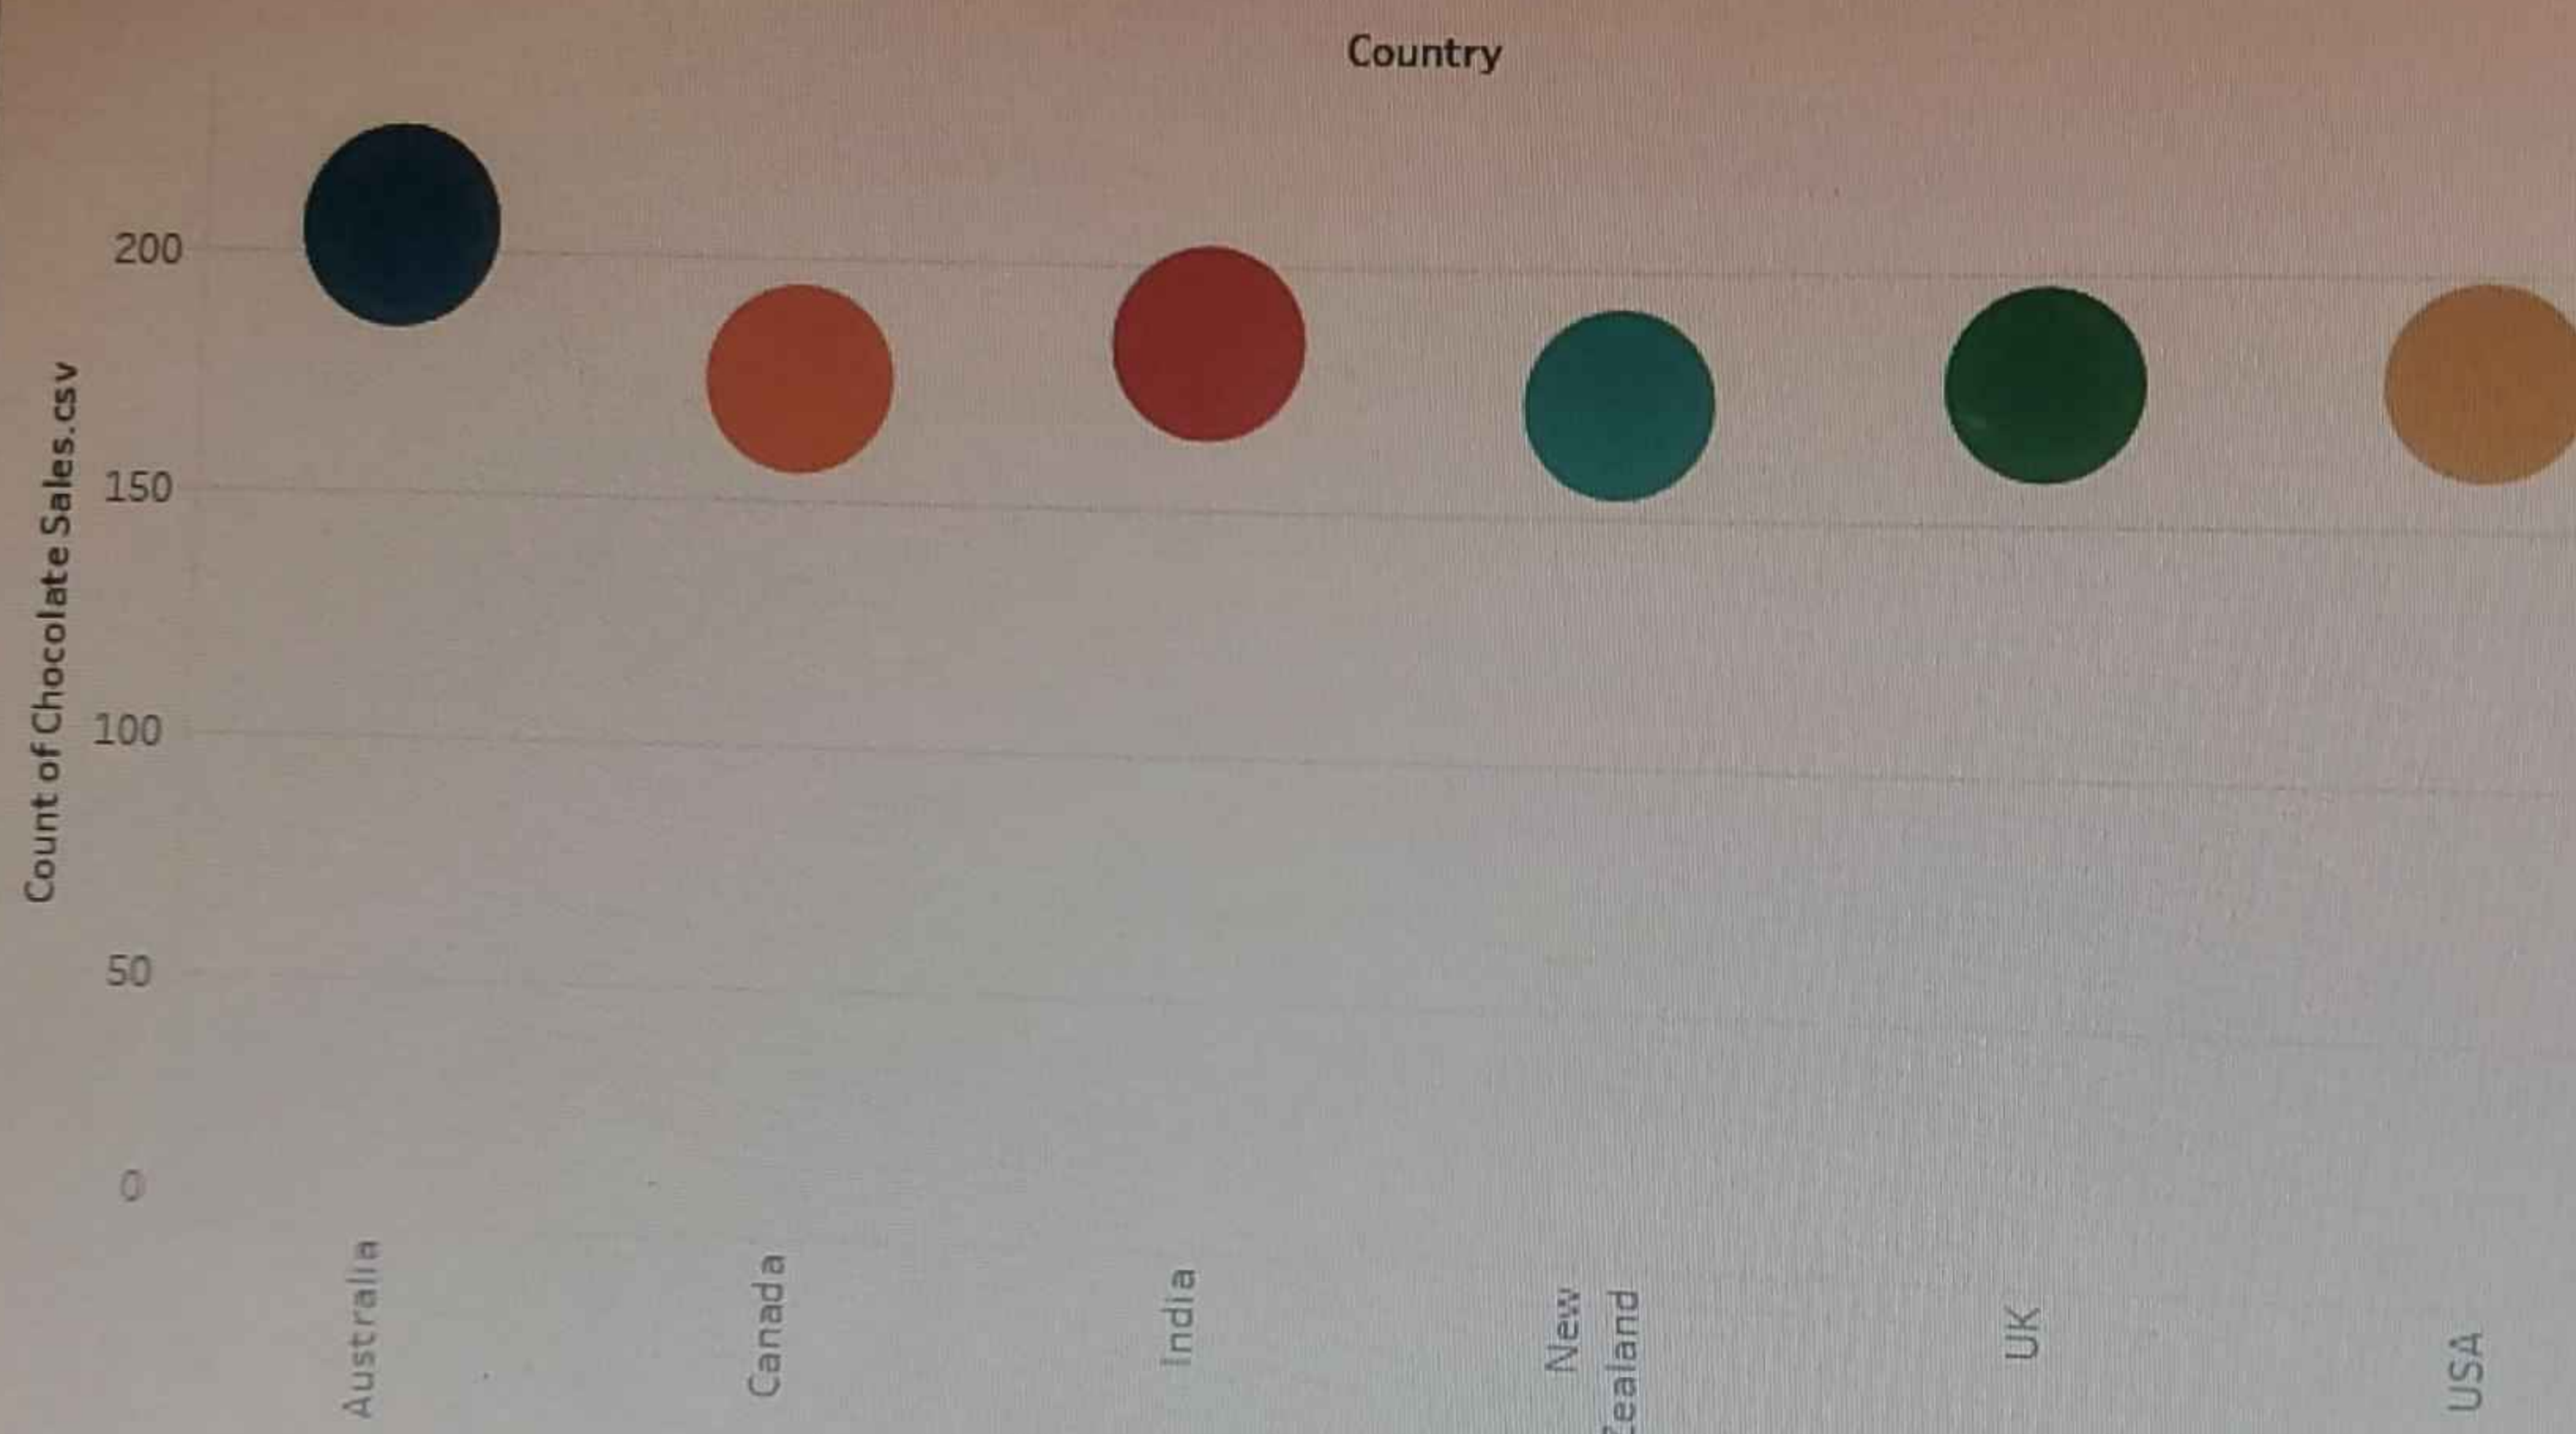 Country
Count of Chocolate Sales.csv
200
150
100
50
0
Australia
Canada
India
New
Zealand
UK
USA